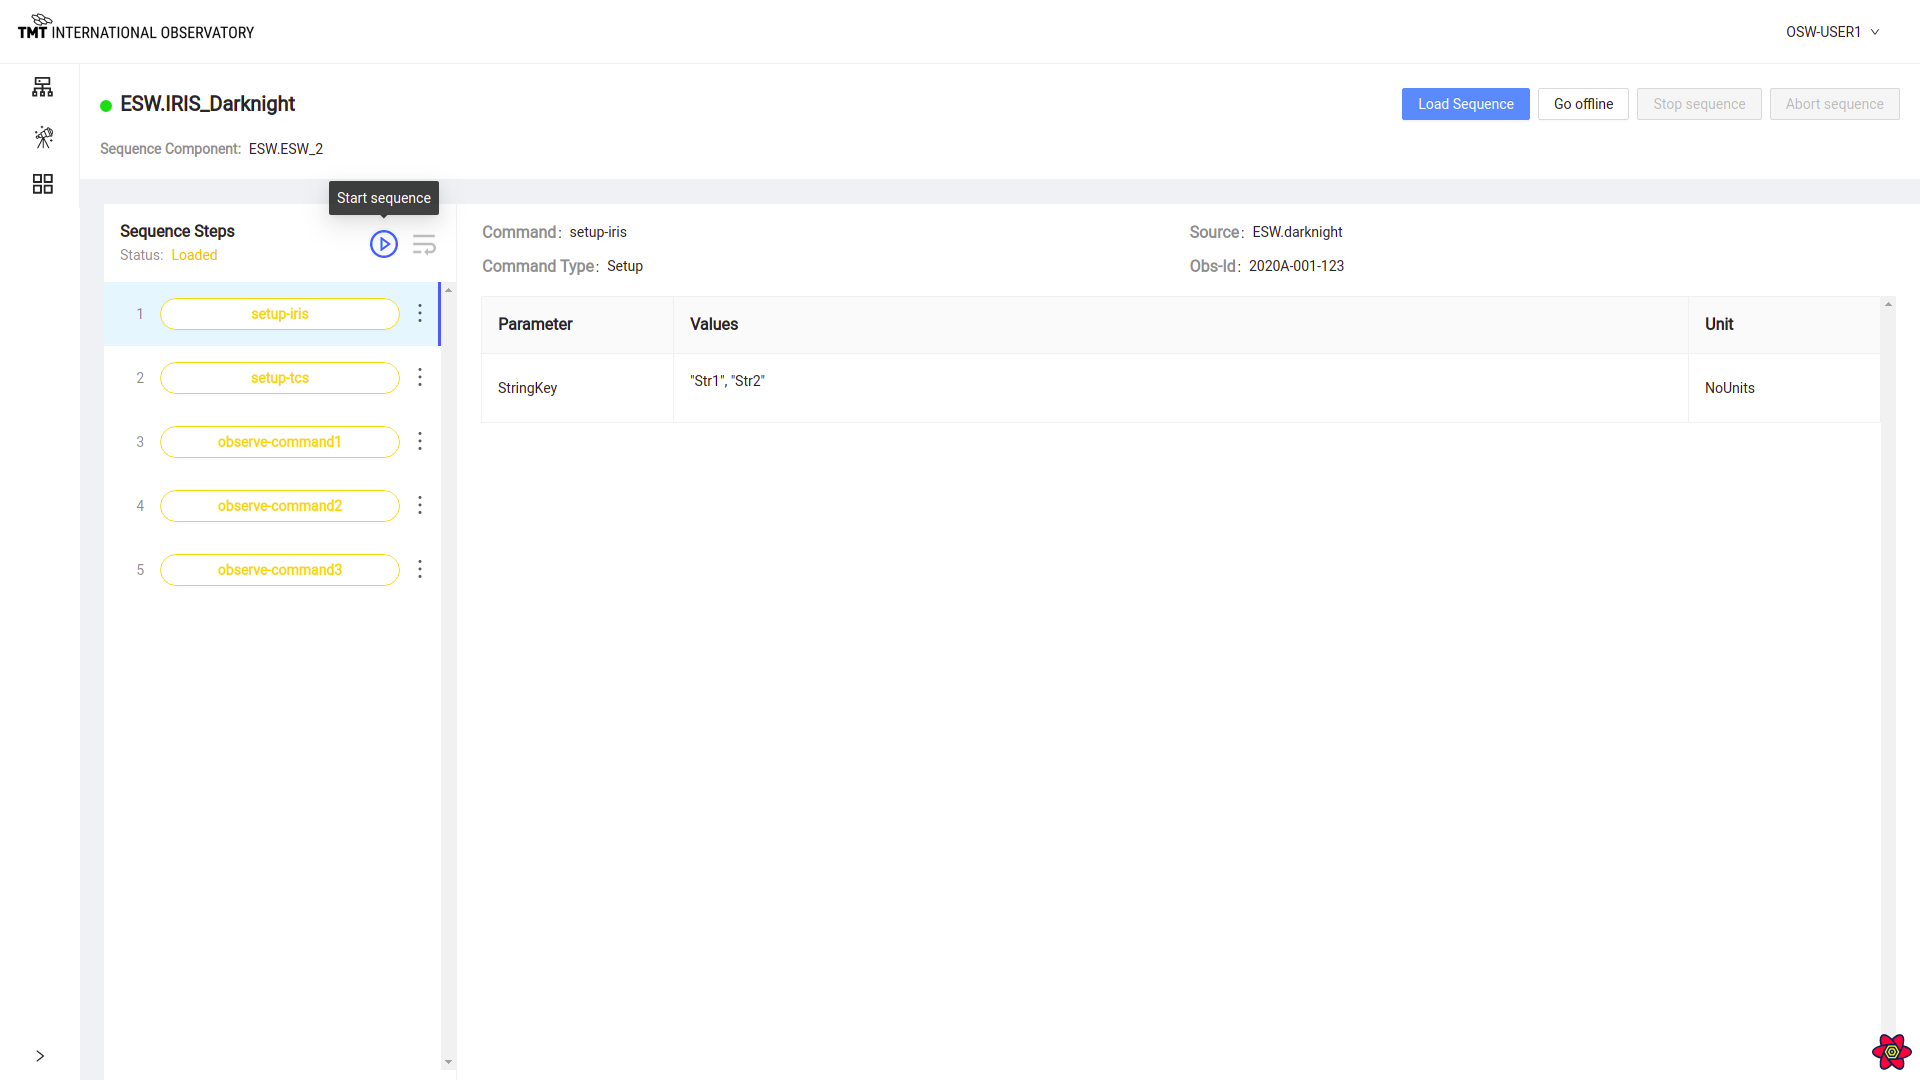 TMT INTERNATIONAL OBSERVATORY
OSW-USER1
ESW.IRIS_Darknight
Load Sequence
Go offline
Stop sequence
Abort sequence
Sequence Component: ESW.ESW_2
Start sequence
Sequence Steps
Status: Loaded
1 setup-iris
2 setup-tcs
3 observe-command1
4 observe-command2
5 observe-command3
Command: setup-iris
Source: ESW.darknight
Command Type: Setup
Obs-Id: 2020A-001-123
Parameter Values Unit
StringKey "Str1", "Str2" NoUnits